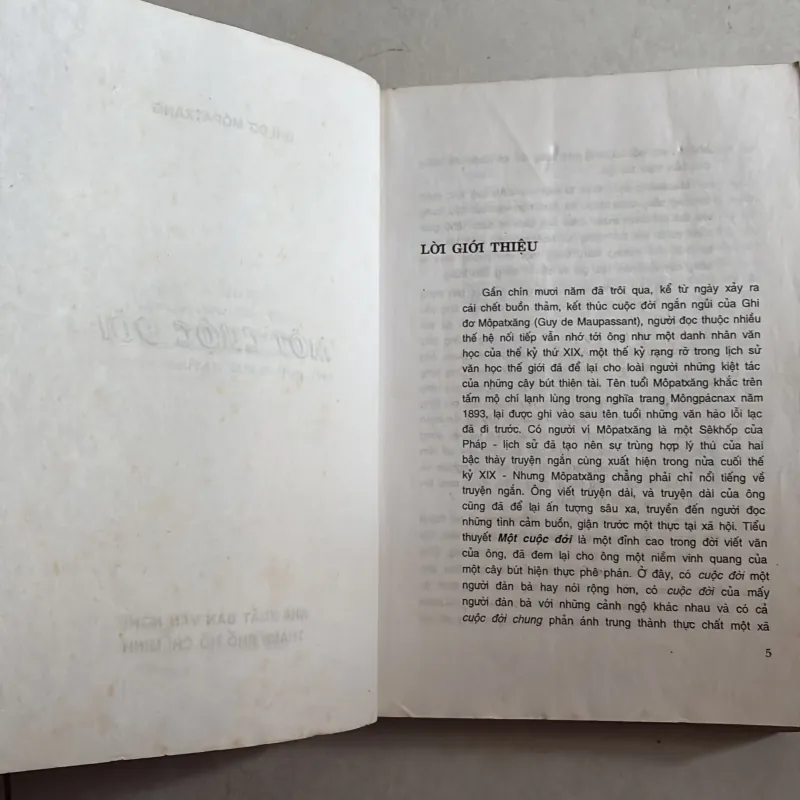 LỜI GIỚI THIỆU
Gần chín mươi năm đã trôi qua, kể từ ngày xảy ra
cái chết buồn thảm, kết thúc cuộc đời ngắn ngủi của Ghi
đơ Môpatxăng (Guy de Maupassant), người đọc thuộc nhiều
thế hệ nối tiếp vẫn nhớ tới ông như một danh nhân văn
học của thế kỷ thứ XIX, một thế kỷ rạng rỡ trong lịch sử
văn học thế giới đã để lại cho loài người những kiệt tác
của những cây bút thiên tài. Tên tuổi Môpatxăng khắc trên
tấm mộ chí lạnh lùng trong nghĩa trang Môngpácnax năm
1893, lại được ghi vào sau tên tuổi những văn hào lỗi lạc
đã đi trước. Có người ví Môpatxăng là một Sêkhốp của
Pháp - lịch sử đã tạo nên sự trùng hợp lý thú của hai
bậc thày truyện ngắn cùng xuất hiện trong nửa cuối thế
kỷ XIX - Nhưng Môpatxăng chẳng phải chỉ nổi tiếng về
truyện ngắn. Ông viết truyện dài, và truyện dài của ông
cũng đã để lại ấn tượng sâu xa, truyền đến người đọc
những tình cảm buồn, giận trước một thực tại xã hội. Tiểu
thuyết Một cuộc đời là một đỉnh cao trong đời viết văn
của ông, đã đem lại cho ông một niềm vinh quang của
một cây bút hiện thực phê phán. Ở đây, có cuộc đời một
người đàn bà hay nói rộng hơn, có cuộc đời của mấy
người đàn bà với những cảnh ngộ khác nhau và có cả
cuộc đời chung phản ánh trung thành thực chất một xã
5